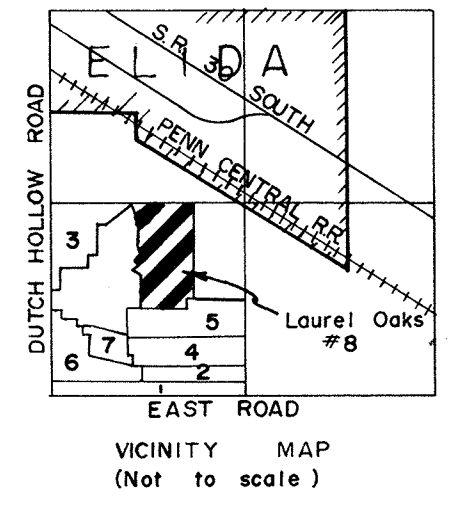 S.R. 30 SOUTH
ELIDA
PENN CENTRAL R.R.
DUTCH HOLLOW ROAD
3
5
Laurel Oaks
#8
7
4
6
2
EAST ROAD
VICINITY MAP
(Not to scale)